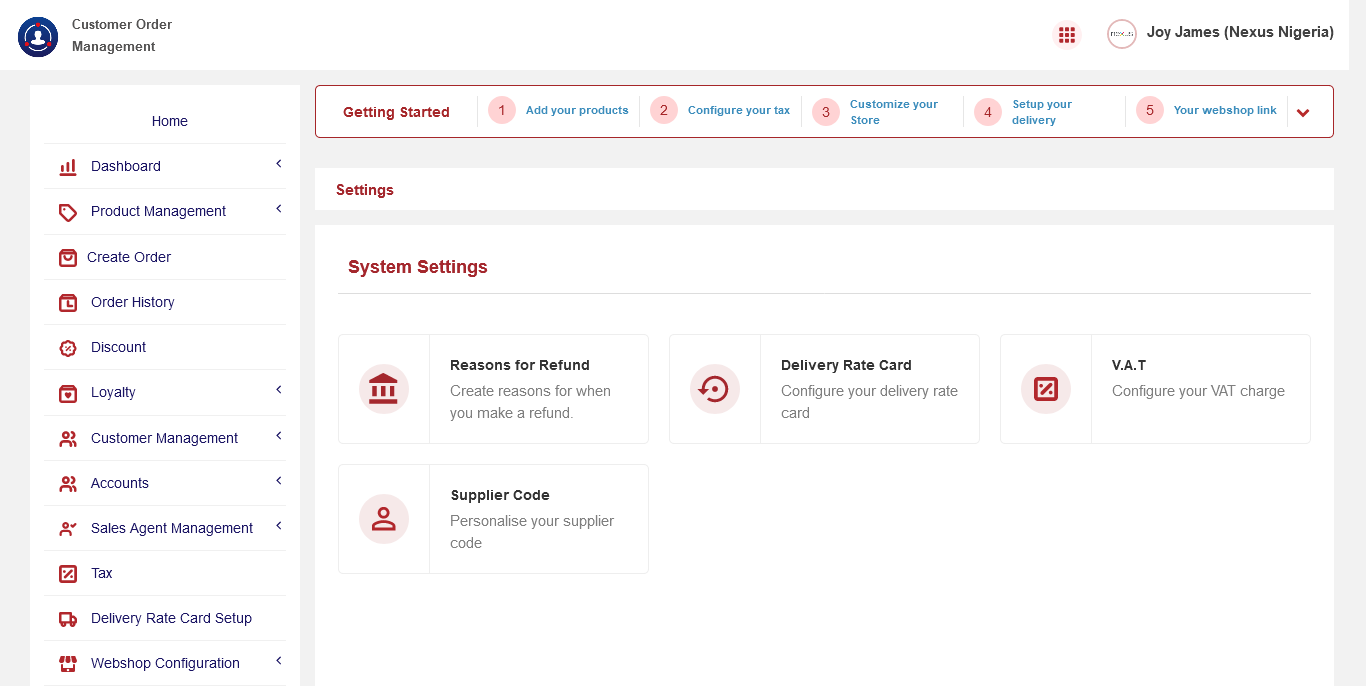 Customer Order
Management
nexus
Joy James (Nexus Nigeria)
Home
Dashboard
Product Management
Create Order
Order History
Discount
Loyalty
Customer Management
Accounts
Sales Agent Management
Tax
Delivery Rate Card Setup
Webshop Configuration
Getting Started
1
Add your products
2
Configure your tax
3
Customize your
Store
4
Setup your
delivery
5
Your webshop link
Settings
System Settings
Reasons for Refund
Create reasons for when
you make a refund.
Delivery Rate Card
Configure your delivery rate
card
V.A.T
Configure your VAT charge
Supplier Code
Personalise your supplier
code